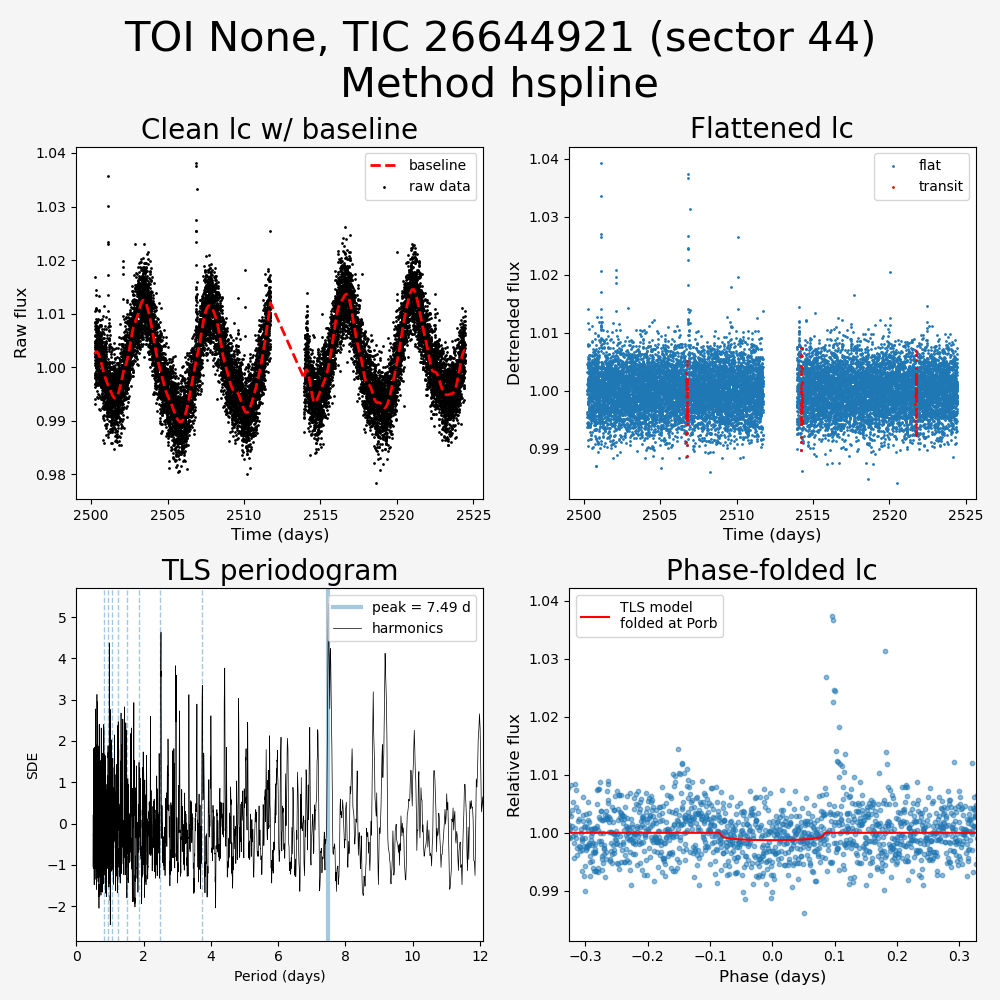 TOI None, TIC 26644921 (sector 44)
Method hspline
Clean lc w/ baseline
Flattened lc
baseline
raw data
flat
transit
Raw flux
1.04
1.03
1.02
1.01
1.00
0.99
0.98
2500
2505
2510
2515
2520
2525
Time (days)
Detrended flux
1.04
1.03
1.02
1.01
1.00
0.99
2500
2505
2510
2515
2520
2525
Time (days)
TLS periodogram
Phase-folded lc
peak = 7.49 d
harmonics
SDE
5
4
3
2
1
0
−1
−2
0
2
4
6
8
10
12
Period (days)
TLS model
folded at Porb
Relative flux
1.04
1.03
1.02
1.01
1.00
0.99
−0.3
−0.2
−0.1
0.0
0.1
0.2
0.3
Phase (days)